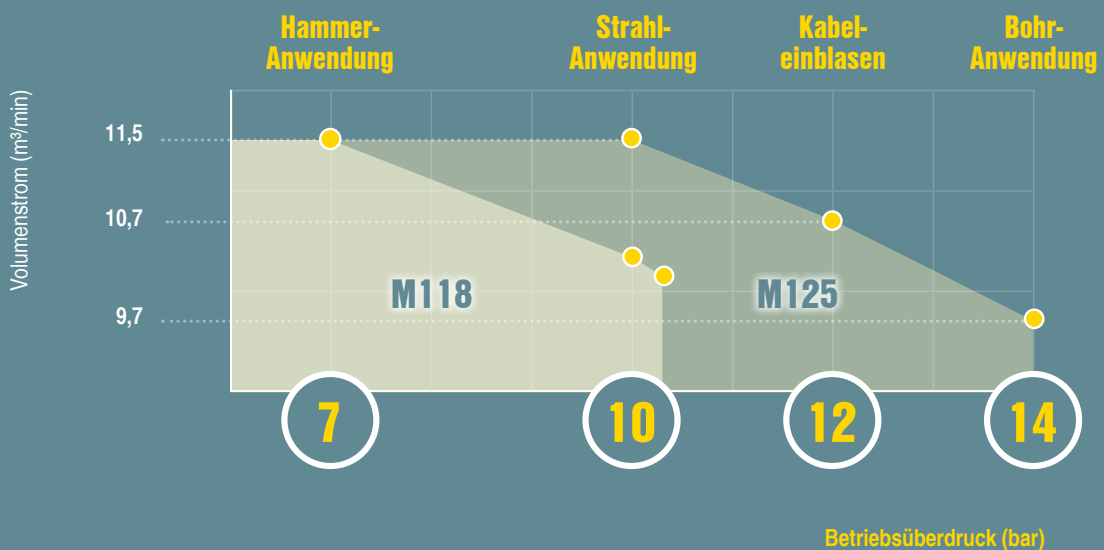 Hammer-
Anwendung
Strahl-
Anwendung
Kabel-
einblasen
Bohr-
Anwendung
Volumenstrom (m³/min)
11,5
10,7
9,7
M118
M125
7
10
12
14
Betriebsüberdruck (bar)